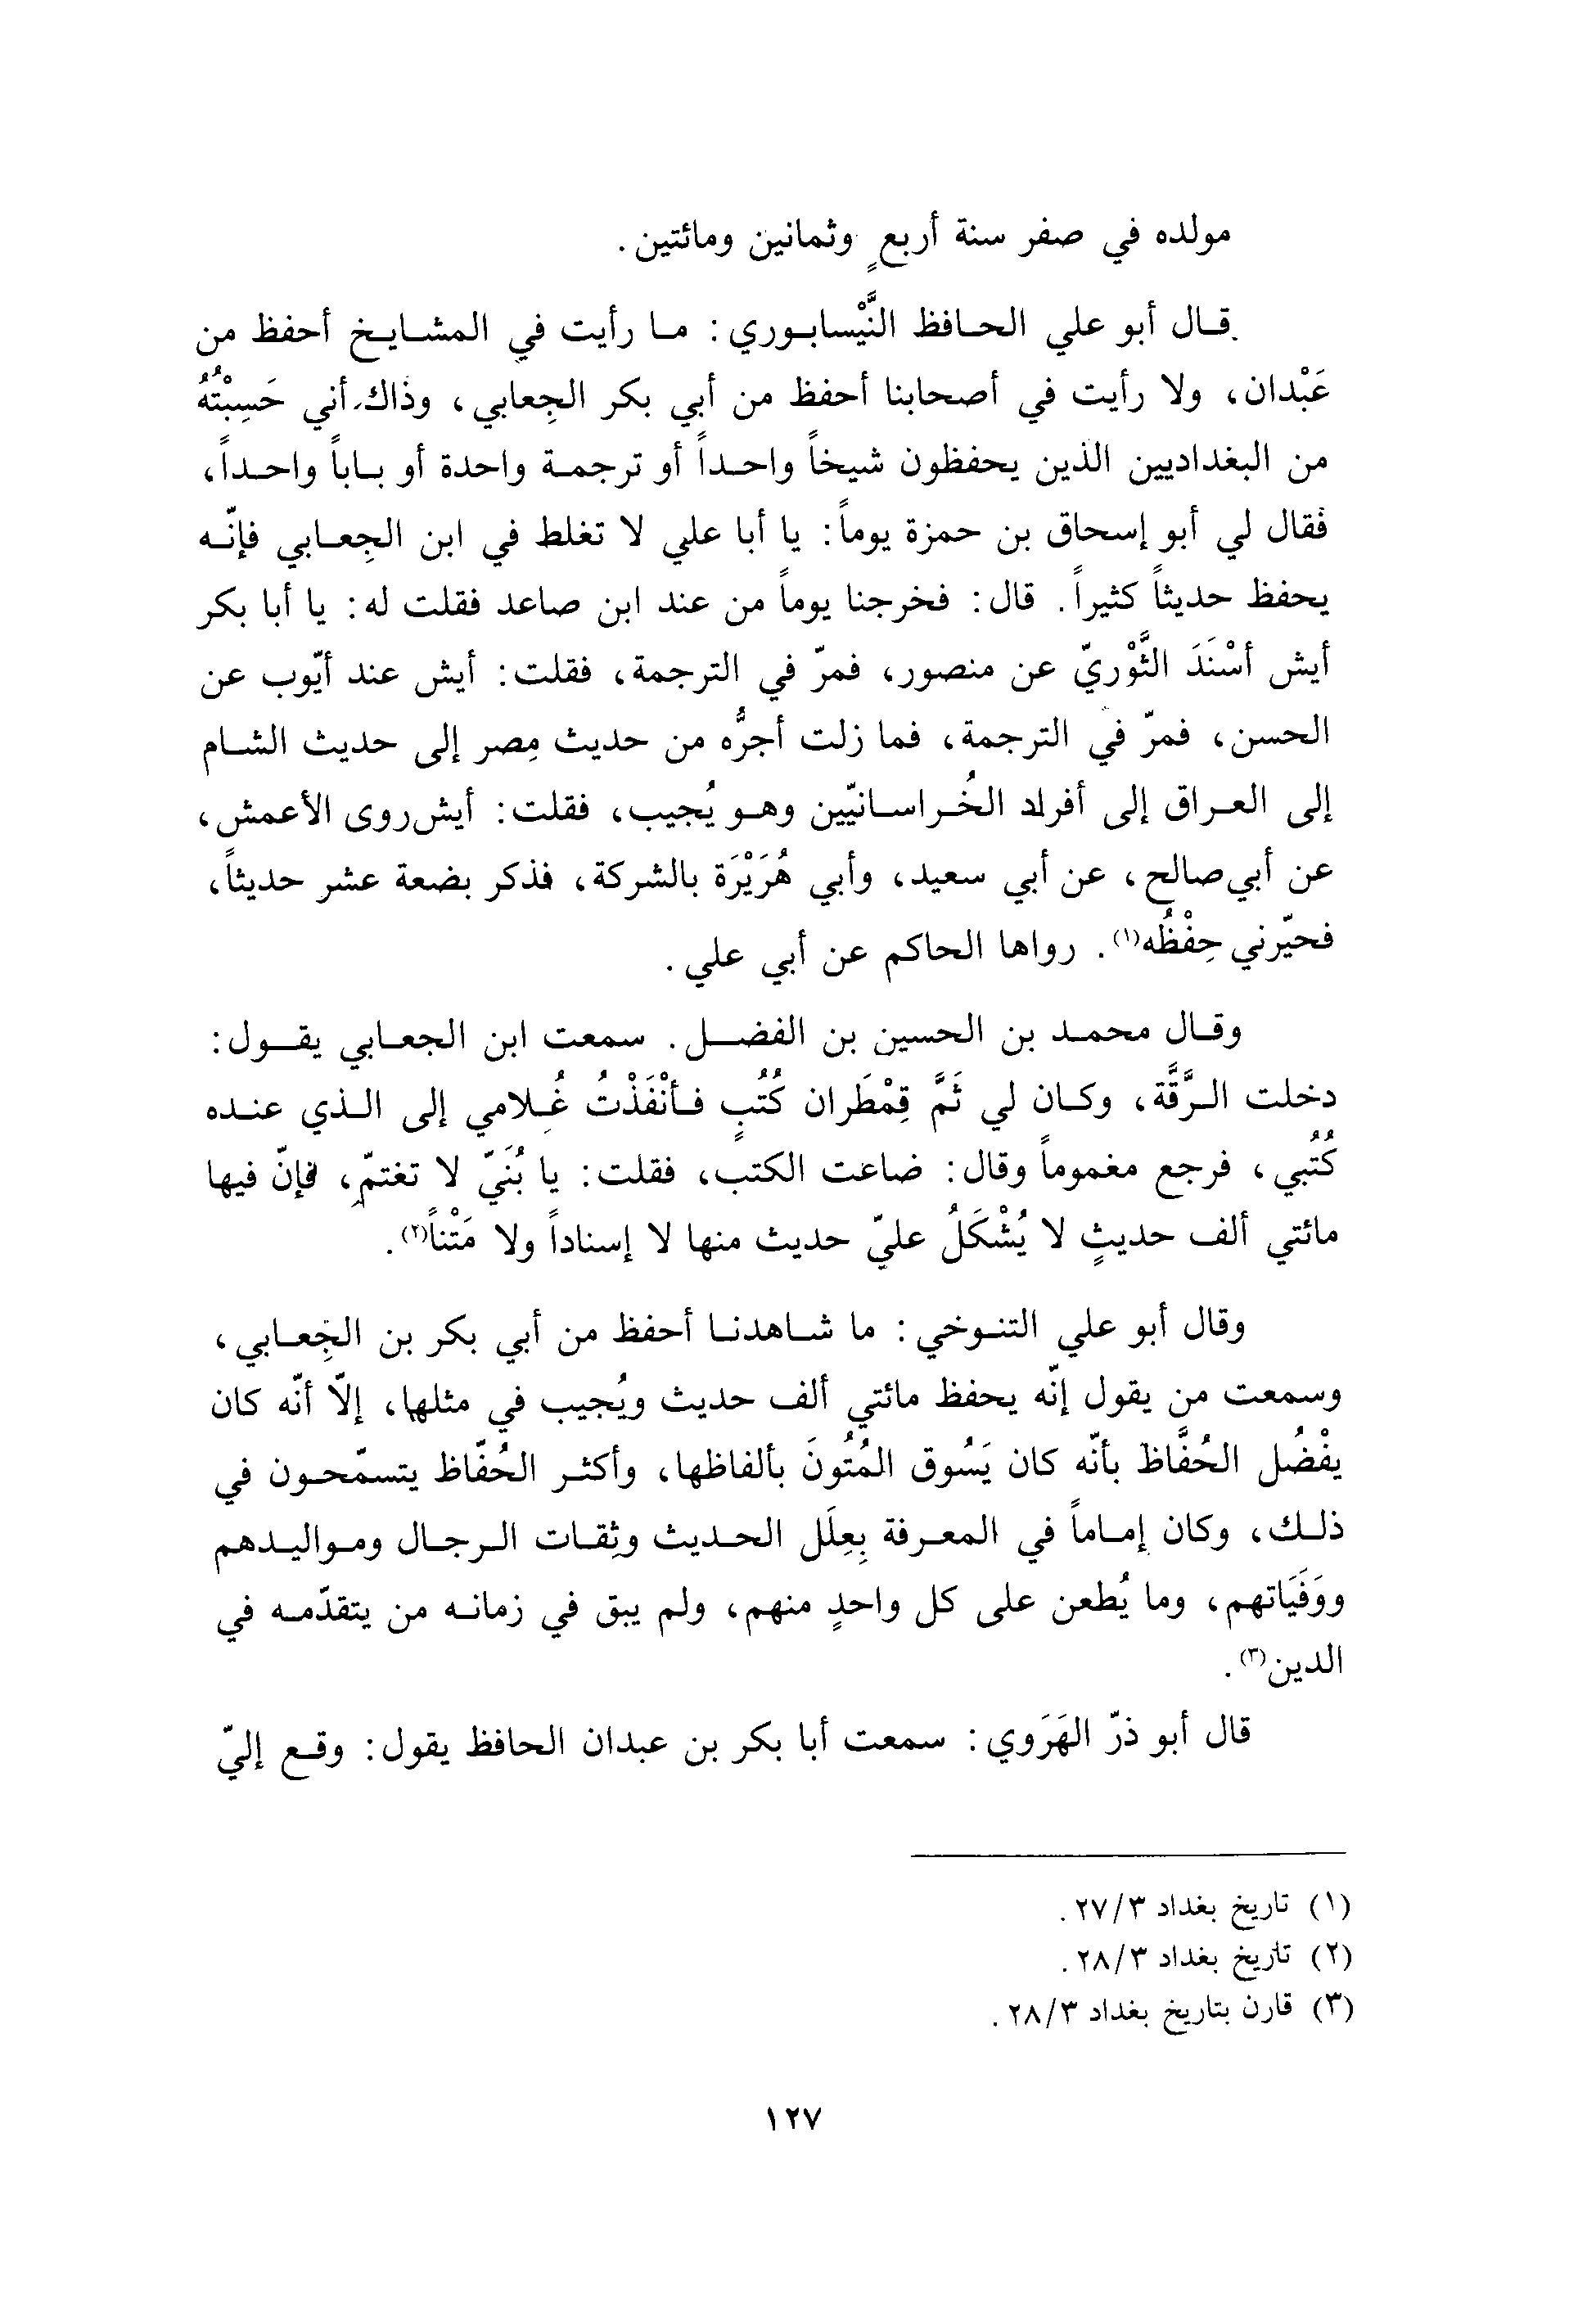 مولده في صفر سنة أربعٍ وثمانين ومائتين.
قال أبو علي الحافظ النَّيْسابوري: ما رأيت في المشايخ أحفظ من
عَبْدان، ولا رأيت في أصحابنا أحفظ من أبي بكر الجِعابي، وذاك أني حَسِبْتُهُ
من البغداديين الذين يحفظون شيخاً واحداً أو ترجمة واحدة أو باباً واحداً،
فقال لي أبو إسحاق بن حمزة يوماً: يا أبا علي لا تغلط في ابن الجِعابي فإنّه
يحفظ حديثاً كثيراً. قال: فخرجنا يوماً من عند ابن صاعد فقلت له: يا أبا بكر
أيش أسْنَدَ الثَّوْريّ عن منصور، فمرّ في الترجمة، فقلت: أيش عند أيّوب عن
الحسن، فمرّ في الترجمة، فما زلت أجرُّه من حديث مِصر إلى حديث الشام
إلى العراق إلى أفراد الخُراسانيّين وهو يُجيب، فقلت: أيش روى الأعمش،
عن أبي صالح، عن أبي سعيد، وأبي هُرَيْرَة بالشركة، فذكر بضعة عشر حديثاً،
فحيّرني حِفْظُه(١). رواها الحاكم عن أبي علي.
وقال محمد بن الحسين بن الفضل. سمعت ابن الجعابي يقول:
دخلت الرَّقَّة، وكان لي ثَمَّ قِمْطَران كُتُبٍ فأنْفَذْتُ غُلامي إلى الذي عنده
كُتُبي، فرجع مغموماً وقال: ضاعت الكتب، فقلت: يا بُنَيّ لا تغتمّ، فإنّ فيها
مائتي ألف حديثٍ لا يُشْكَلُ عليّ حديث منها لا إسناداً ولا مَتْناً(٢).
وقال أبو علي التنوخي: ما شاهدنا أحفظ من أبي بكر بن الجِعابي،
وسمعت من يقول إنّه يحفظ مائتي ألف حديث ويُجيب في مثلها، إلّا أنّه كان
يفْضُل الحُفَّاظَ بأنّه كان يَسُوق المُتُونَ بألفاظها، وأكثر الحُفّاظ يتسمّحون في
ذلك، وكان إماماً في المعرفة بِعِلَل الحديث وثِقات الرجال ومواليدهم
ووَفَيَاتهم، وما يُطعن على كل واحدٍ منهم، ولم يبق في زمانه من يتقدّمه في
الدين(٣).
قال أبو ذرّ الهَرَوي: سمعت أبا بكر بن عبدان الحافظ يقول: وقع إليّ
(١) تاريخ بغداد ٢٧/٣.
(٢) تاريخ بغداد ٢٨/٣.
(٣) قارن بتاريخ بغداد ٢٨/٣.
١٢٧